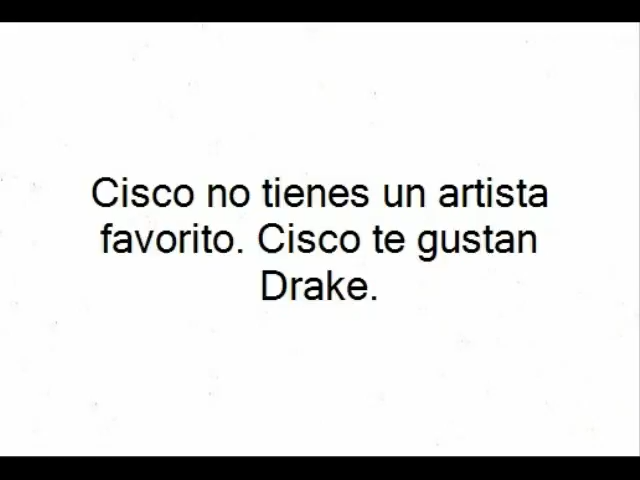 Cisco no tienes un artista
favorito. Cisco te gustan
Drake.